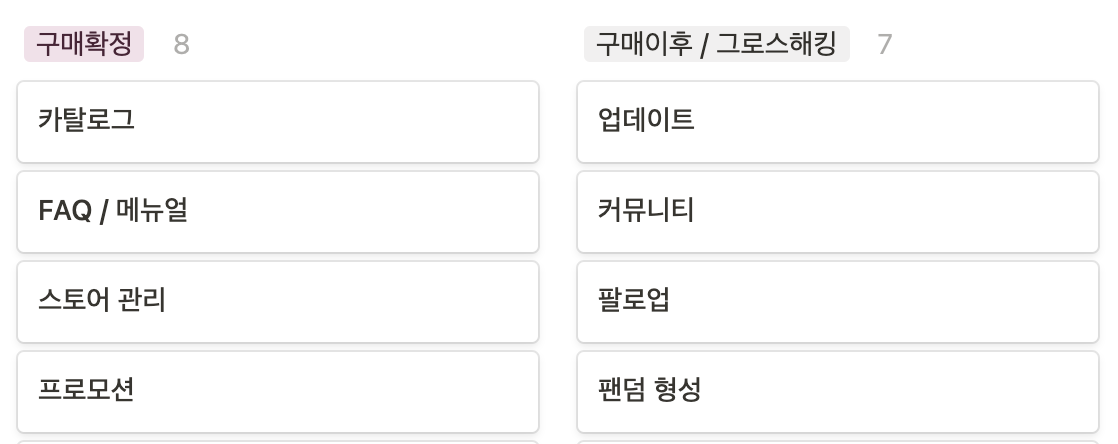 구매확정 8
카탈로그
FAQ / 메뉴얼
스토어 관리
프로모션
구매이후 / 그로스해킹 7
업데이트
커뮤니티
팔로업
팬덤 형성